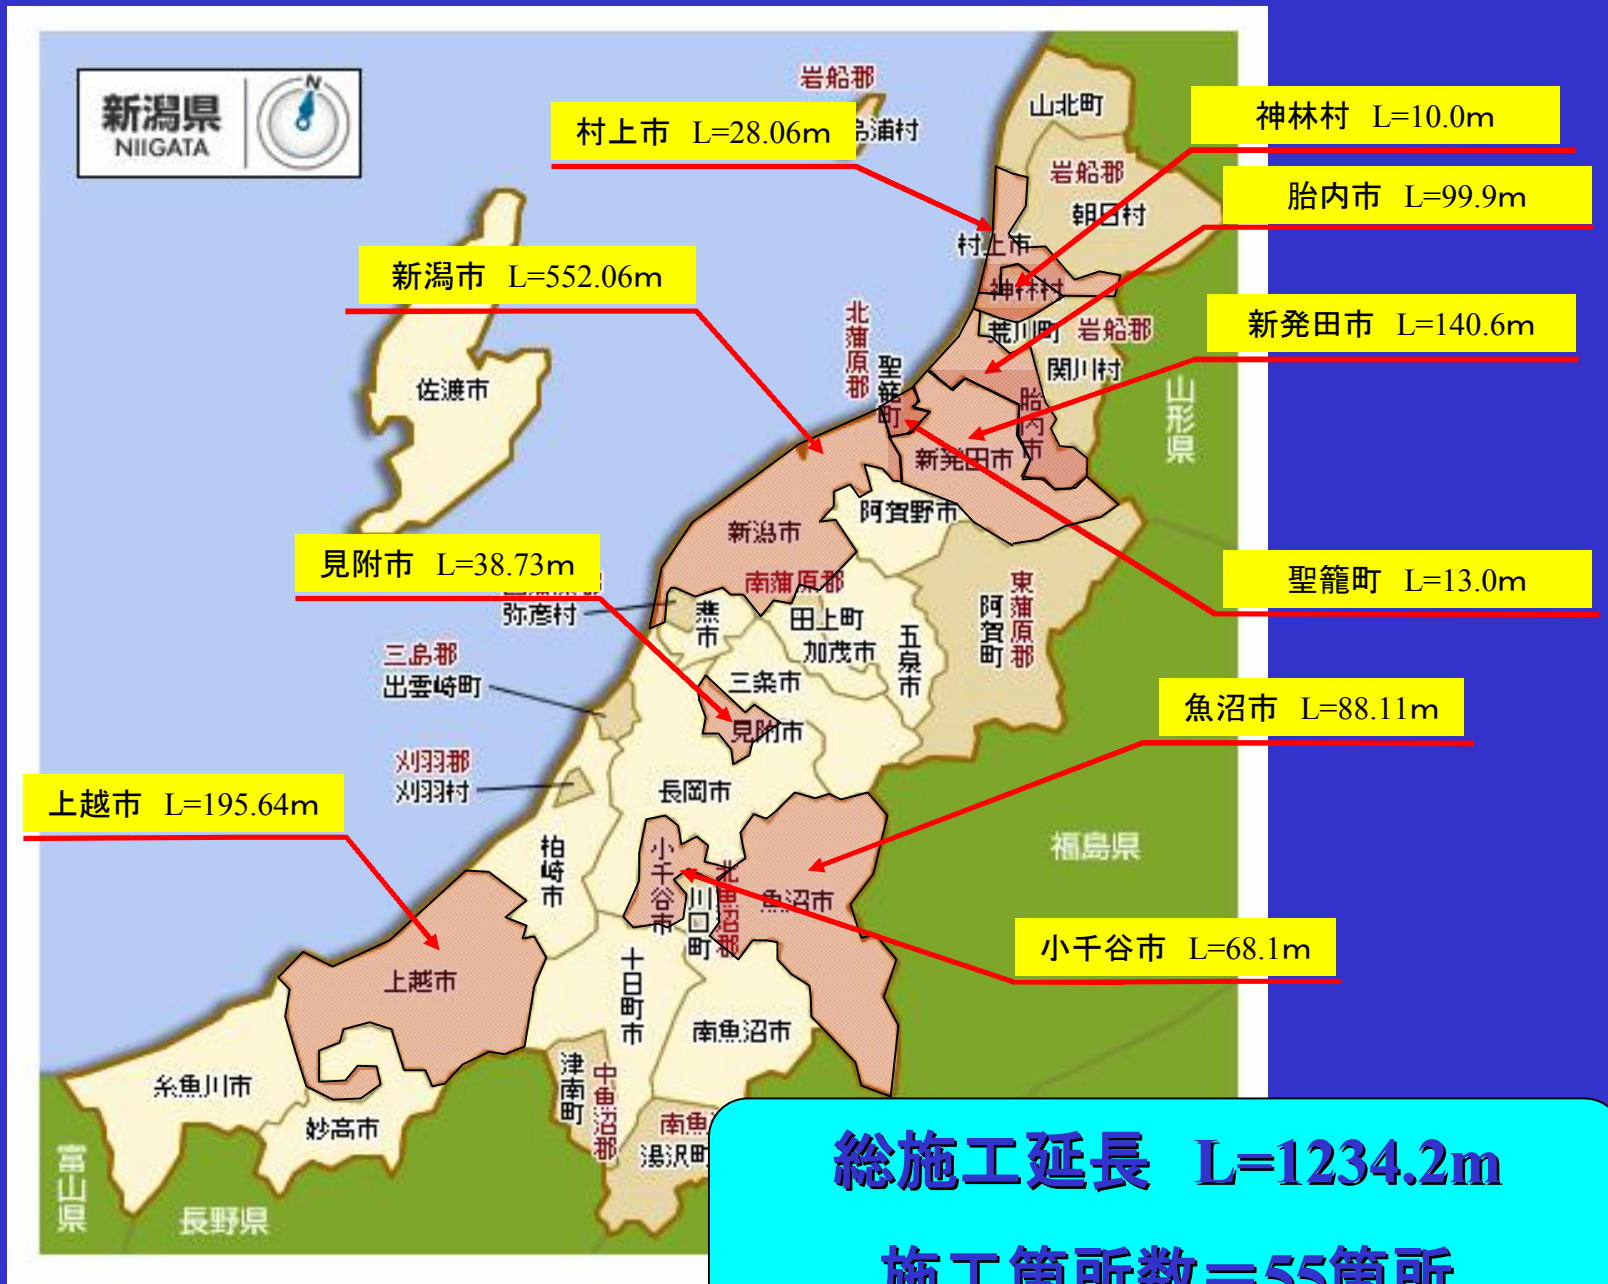 新潟県
NIIGATA
N
岩船郡
島浦村
山北町
村上市 L=28.06m
神林村 L=10.0m
岩船郡
朝日村
胎内市 L=99.9m
村上市
新潟市 L=552.06m
神林村
新発田市 L=140.6m
荒川町
岩船郡
関川村
北蒲原郡
聖籠町
佐渡市
胎内市
山形県
新発田市
阿賀野市
新潟市
見附市 L=38.73m
聖籠町 L=13.0m
南蒲原郡
弥彦村
燕市
田上町
加茂市
五泉市
東蒲原郡
阿賀町
三島郡
出雲崎町
三条市
見附市
魚沼市 L=88.11m
刈羽郡
刈羽村
長岡市
上越市 L=195.64m
柏崎市
小千谷市
川口町
北魚沼郡
魚沼市
福島県
小千谷市 L=68.1m
上越市
十日町市
南魚沼市
糸魚川市
妙高市
津南町
中魚沼郡
南魚
湯沢町
富山県
長野県
総施工延長 L=1234.2m
施工箇所数=55箇所